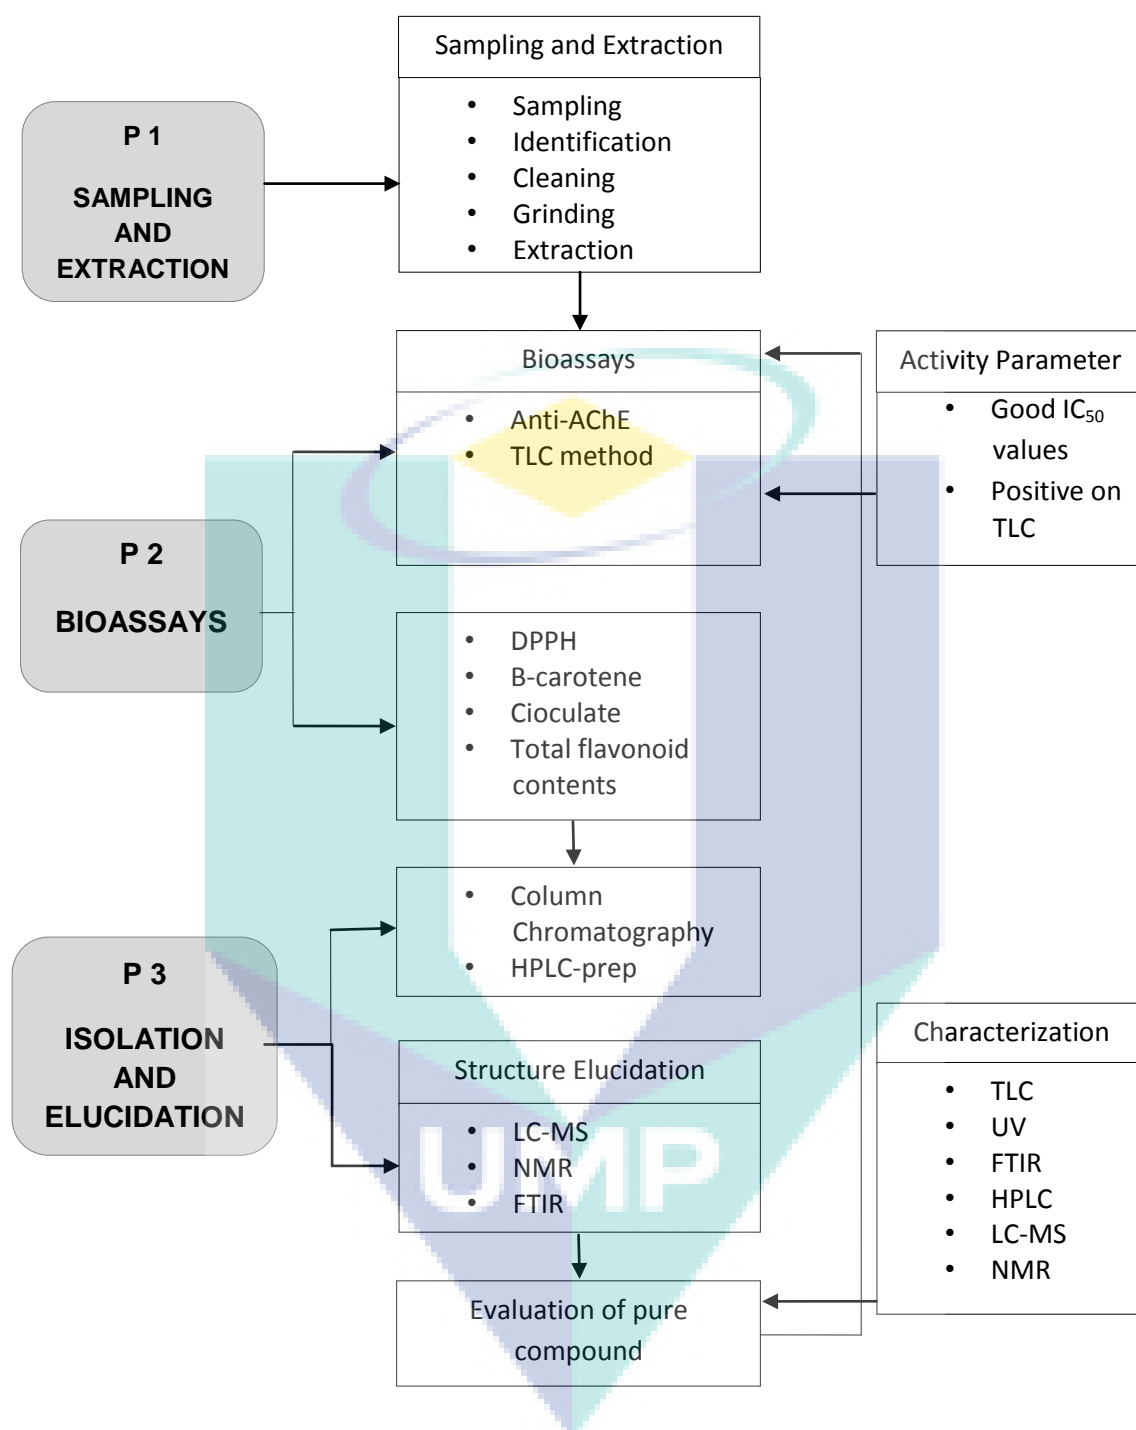 Sampling and Extraction
• Sampling
• Identification
• Cleaning
• Grinding
• Extraction
P 1
SAMPLING
AND
EXTRACTION
Bioassays
• Anti-AChE
• TLC method
Activity Parameter
• Good IC50
values
• Positive on
TLC
P 2
BIOASSAYS
• DPPH
• B-carotene
• Cioculate
• Total flavonoid
contents
• Column
Chromatography
• HPLC-prep
P 3
ISOLATION
AND
ELUCIDATION
Structure Elucidation
• LC-MS
• NMR
• FTIR
UMP
Characterization
• TLC
• UV
• FTIR
• HPLC
• LC-MS
• NMR
Evaluation of pure
compound